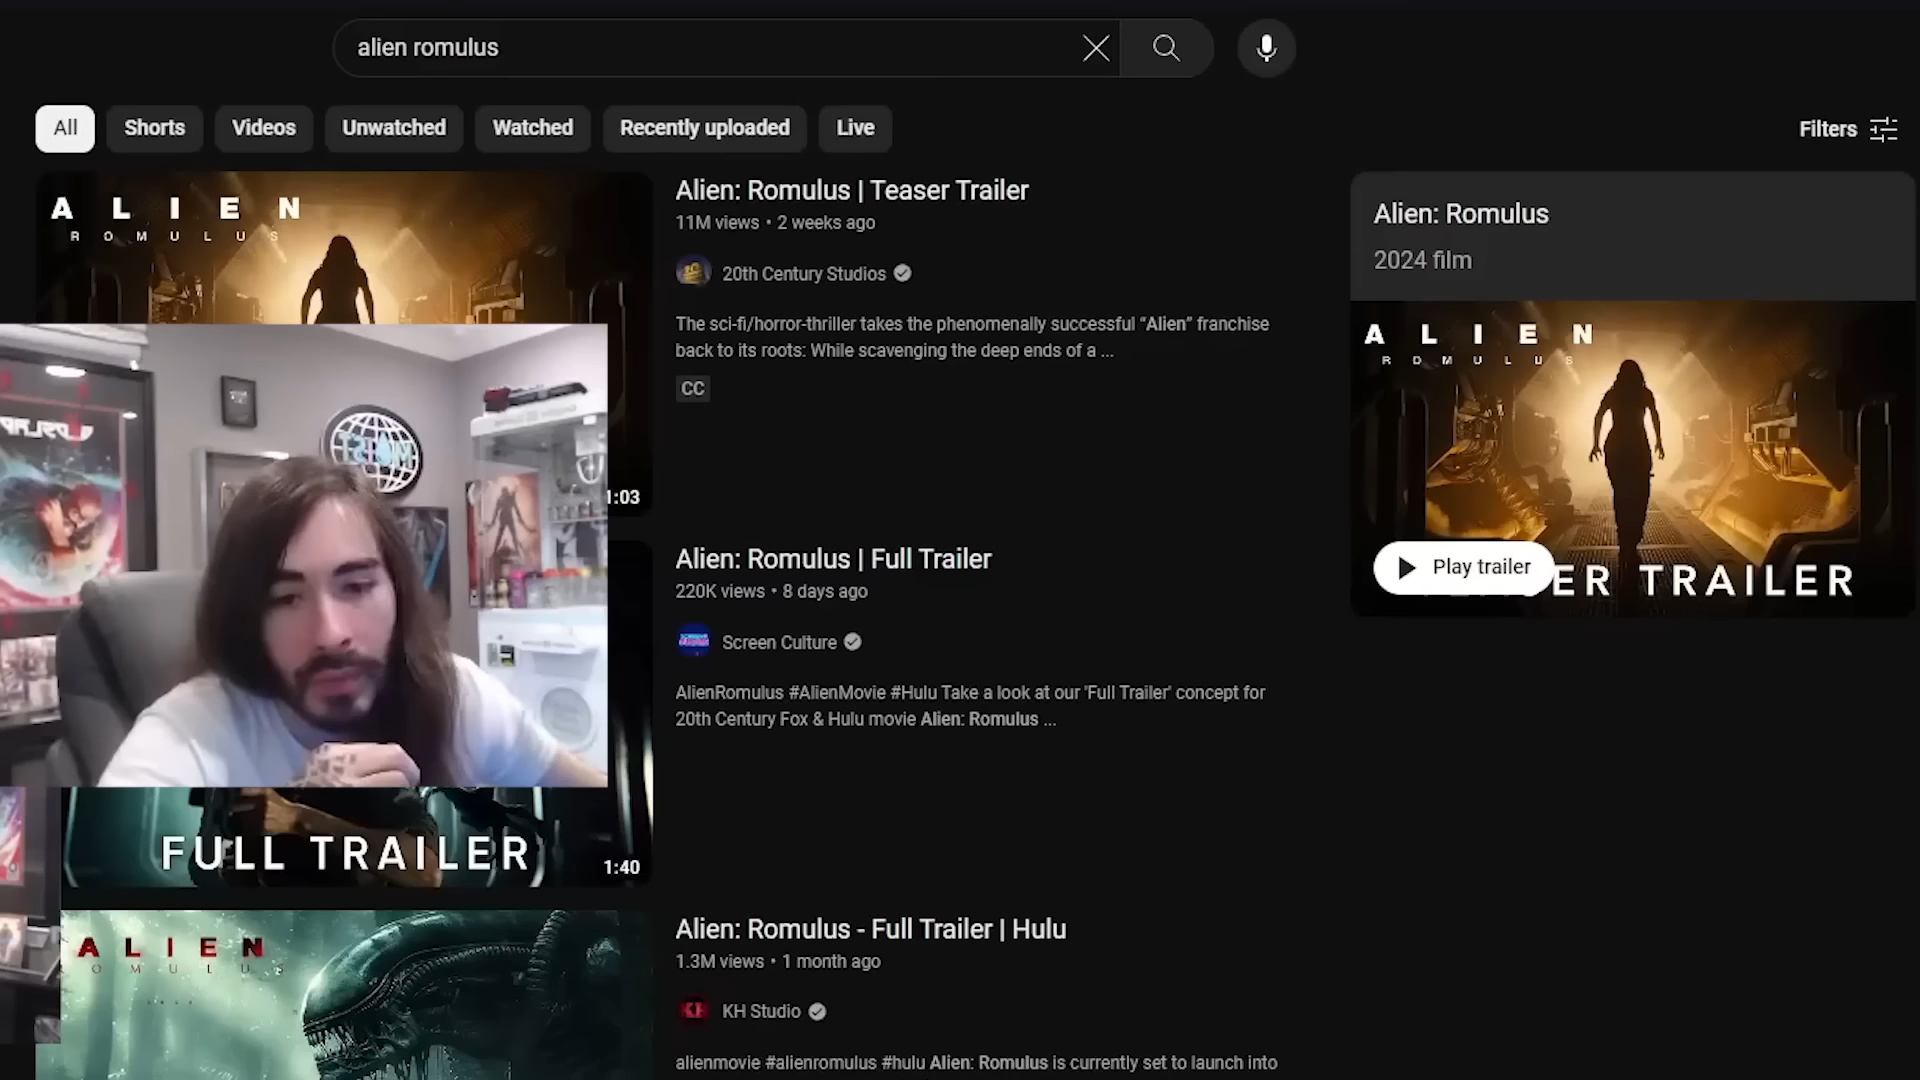 alien romulus
All
Shorts
Videos
Unwatched
Watched
Recently uploaded
Live
Filters
ALIEN
ROMULUS
1:03
Alien: Romulus | Teaser Trailer
11M views • 2 weeks ago
20th Century Studios
The sci-fi/horror-thriller takes the phenomenally successful “Alien” franchise
back to its roots: While scavenging the deep ends of a ...
CC
Alien: Romulus
2024 film
ALIEN
ROMULUS
Play trailer
ER TRAILER
MOIST
FULL TRAILER
1:40
Alien: Romulus | Full Trailer
220K views • 8 days ago
Screen Culture
AlienRomulus #AlienMovie #Hulu Take a look at our 'Full Trailer' concept for
20th Century Fox & Hulu movie Alien: Romulus ...
ALIEN
ROMULUS
Alien: Romulus - Full Trailer | Hulu
1.3M views • 1 month ago
KH
KH Studio
alienmovie #alienromulus #hulu Alien: Romulus is currently set to launch into